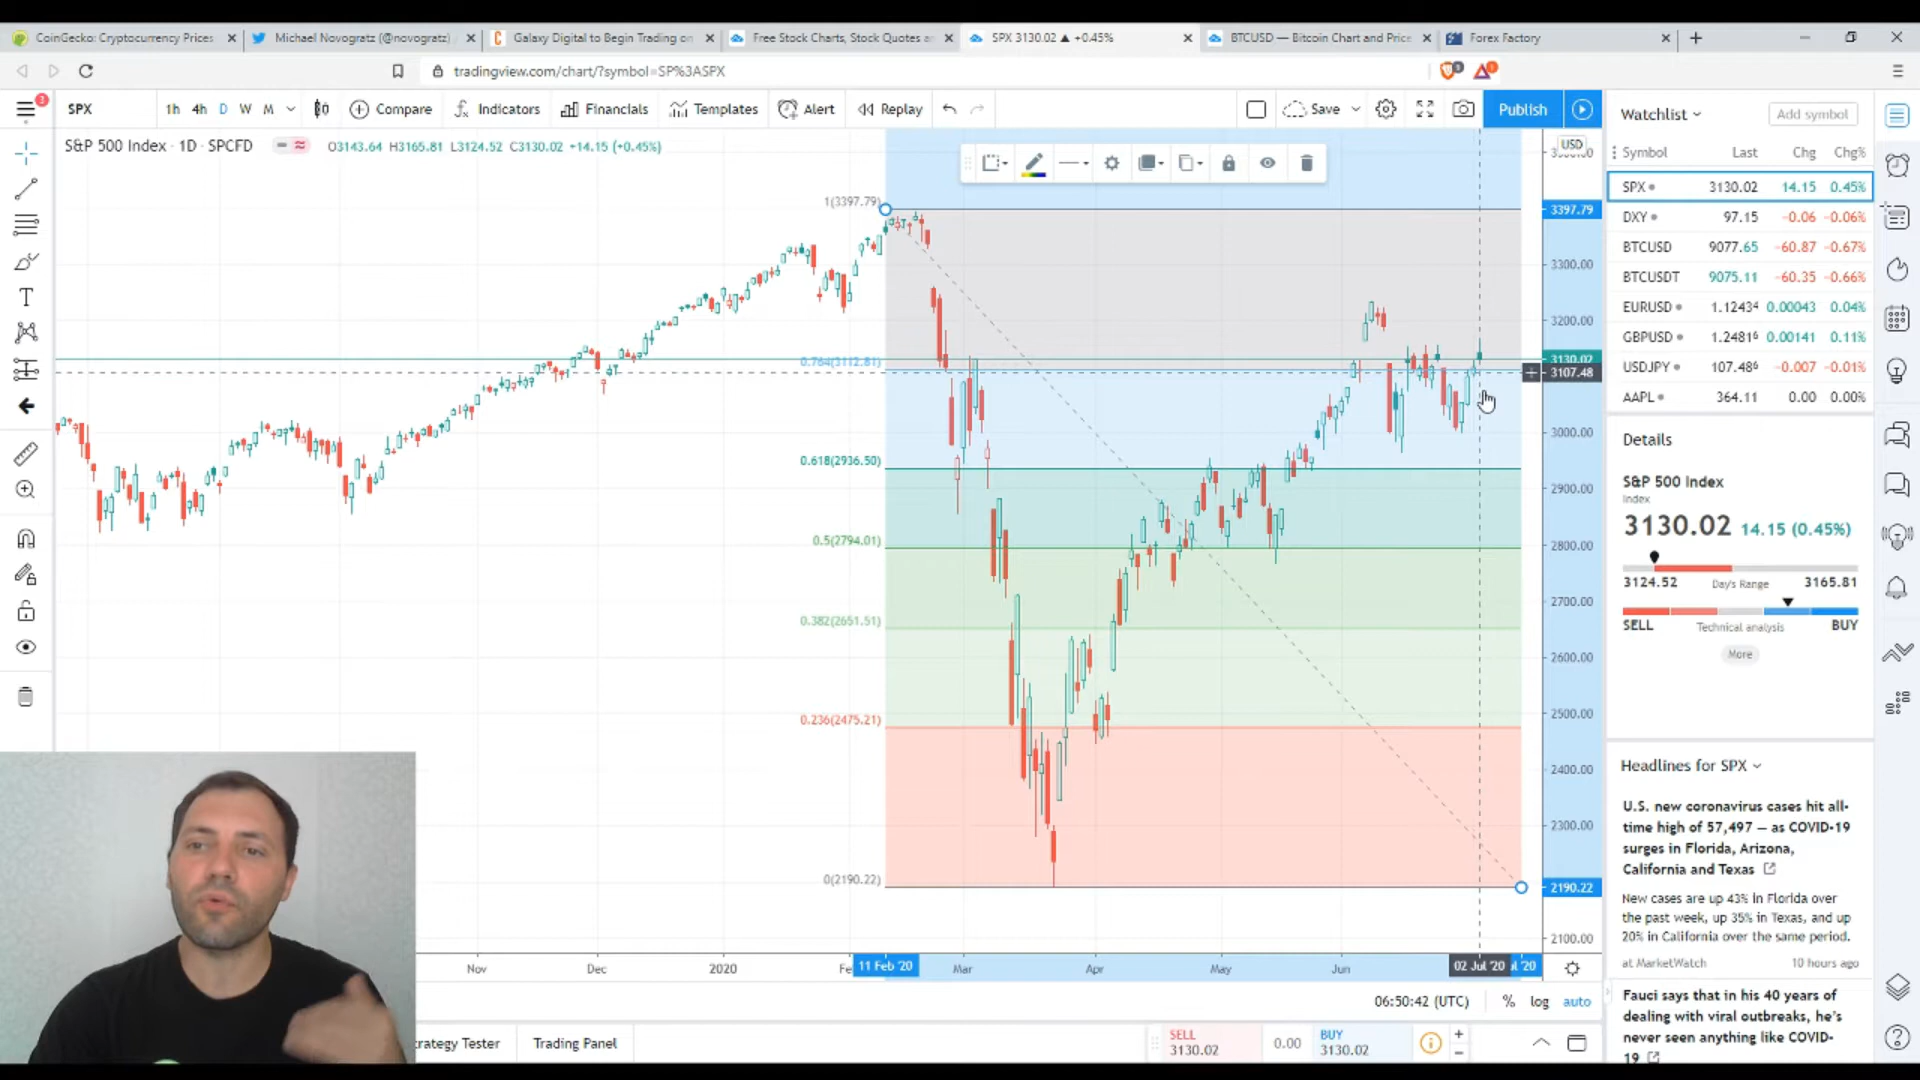 CoinGecko: Cryptocurrency Prices
Michael Novogratz (@novogratz)
Galaxy Digital to Begin Trading on
Free Stock Charts, Stock Quotes a
SPX 3130.02 ▲ +0.45%
BTCUSD — Bitcoin Chart and Price
Forex Factory
tradingview.com/chart/?symbol=SP%3ASPX
SPX
1h 4h D W M
Compare
Indicators
Financials
Templates
Alert
Replay
Save
Publish
S&P 500 Index · 1D · SPCFD
O3143.64 H3165.81 L3124.52 C3130.02 +14.15 (+0.45%)
USD
1(3397.79)
0.764(3112.81)
0.618(2936.50)
0.5(2794.01)
0.382(2651.51)
0.236(2475.21)
0(2190.22)
3397.79
3300.00
3200.00
3130.02
3107.48
3000.00
2900.00
2800.00
2700.00
2600.00
2500.00
2400.00
2300.00
2190.22
2100.00
Nov
Dec
2020
11 Feb '20
Mar
Apr
May
Jun
02 Jul '20
06:50:42 (UTC)
% log auto
Trading Panel
SELL
3130.02
0.00
BUY
3130.02
Watchlist
Add symbol
Symbol Last Chg Chg%
SPX 3130.02 14.15 0.45%
DXY 97.15 -0.06 -0.06%
BTCUSD 9077.65 -60.87 -0.67%
BTCUSDT 9075.11 -60.35 -0.66%
EURUSD 1.12434 0.00043 0.04%
GBPUSD 1.24816 0.00141 0.11%
USDJPY 107.486 -0.007 -0.01%
AAPL 364.11 0.00 0.00%
Details
S&P 500 Index
Index
3130.02 14.15 (0.45%)
3124.52 Day's Range 3165.81
SELL Technical analysis BUY
More
Headlines for SPX
U.S. new coronavirus cases hit all-
time high of 57,497 — as COVID-19
surges in Florida, Arizona,
California and Texas
New cases are up 43% in Florida over
the past week, up 35% in Texas, and up
20% in California over the same period.
at MarketWatch 10 hours ago
Fauci says that in his 40 years of
dealing with viral outbreaks, he's
never seen anything like COVID-
19